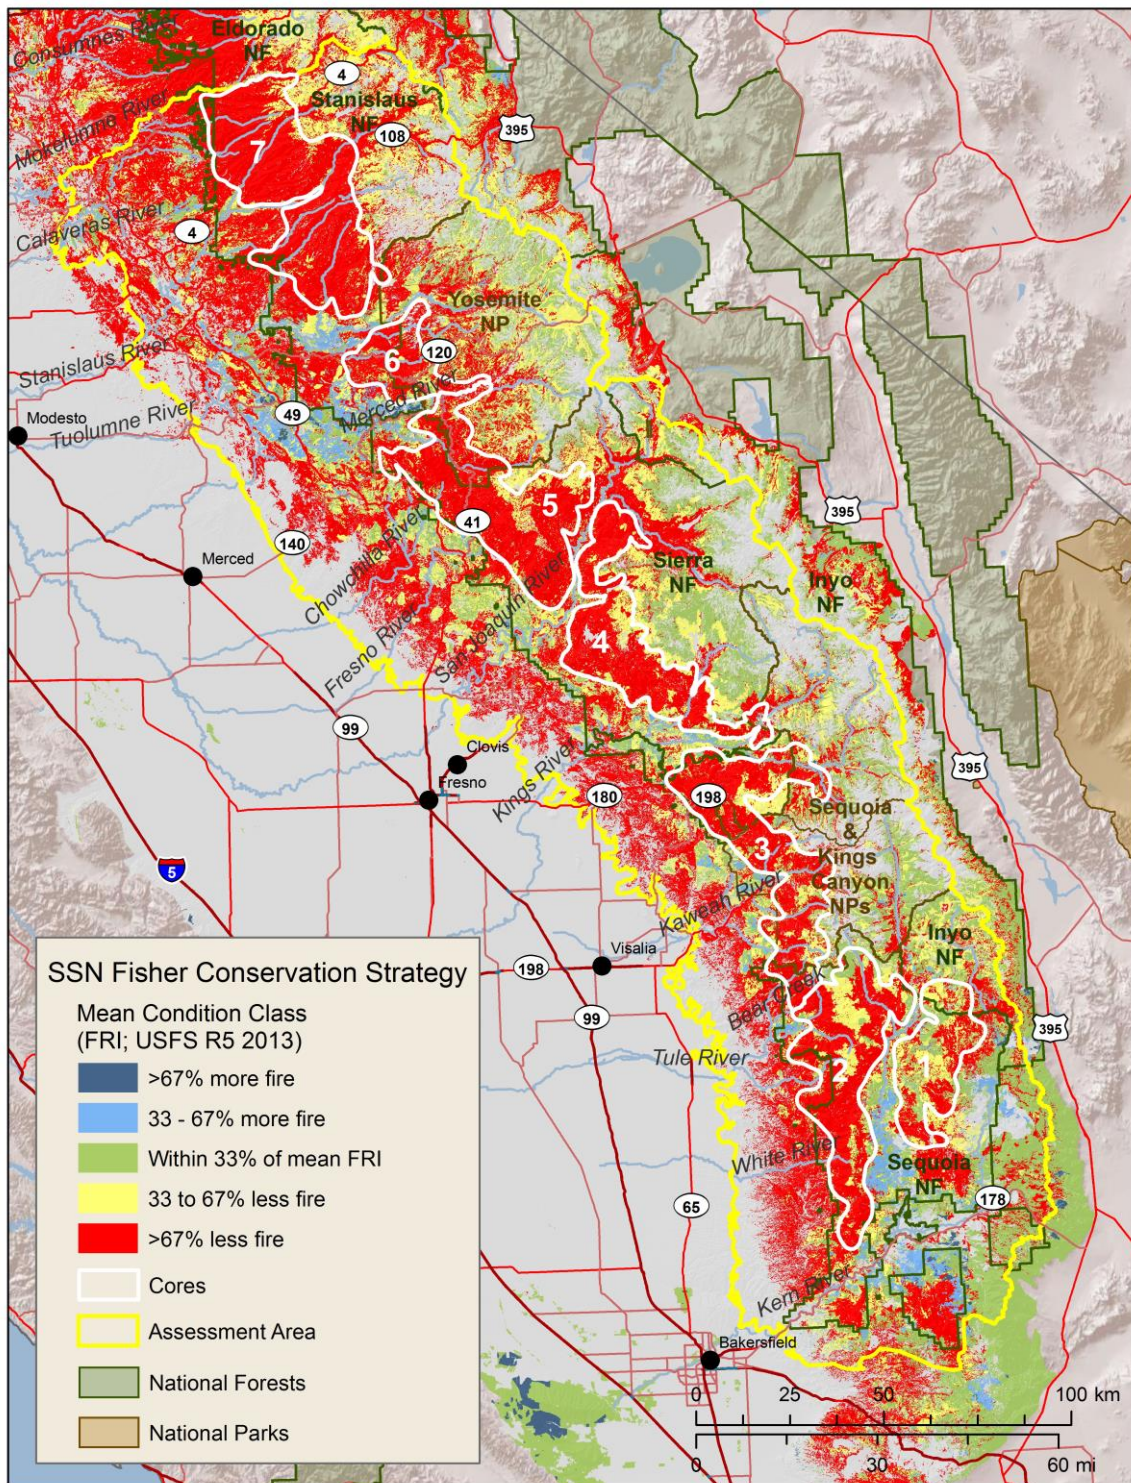 Consumnes River
Eldorado
NF
4
Stanislaus
NF
108
395
Mokelumne River
7
Calaveras River
4
Yosemite
NP
Stanislaus River
120
6
Merced River
49
Modesto
Tuolumne River
5
395
41
140
Merced
Chowchilla River
Sierra
NF
Inyo
NF
San Joaquin River
Fresno River
4
99
Clovis
Fresno
395
Kings River
180
198
Sequoia
&
Kings
Canyon
NPs
3
5
Kaweah River
Inyo
NF
Visalia
198
Bear Creek
99
395
Tule River
2
1
White River
Sequoia
NF
178
65
Kern River
Bakersfield
SSN Fisher Conservation Strategy
Mean Condition Class
(FRI; USFS R5 2013)
>67% more fire
33 - 67% more fire
Within 33% of mean FRI
33 to 67% less fire
>67% less fire
Cores
Assessment Area
National Forests
National Parks
0 25 50 100 km
0 30 60 mi